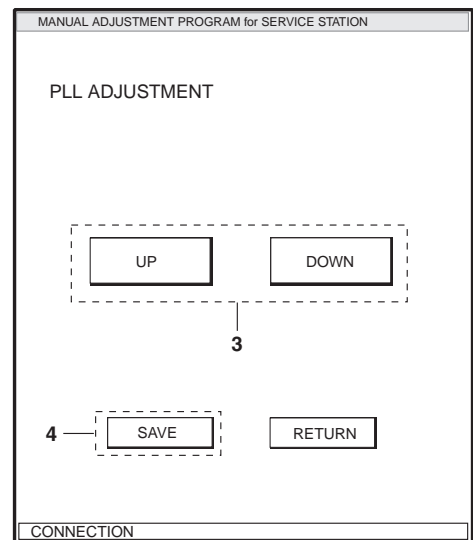 MANUAL ADJUSTMENT PROGRAM for SERVICE STATION
PLL ADJUSTMENT
UP DOWN
3
4 SAVE RETURN
CONNECTION